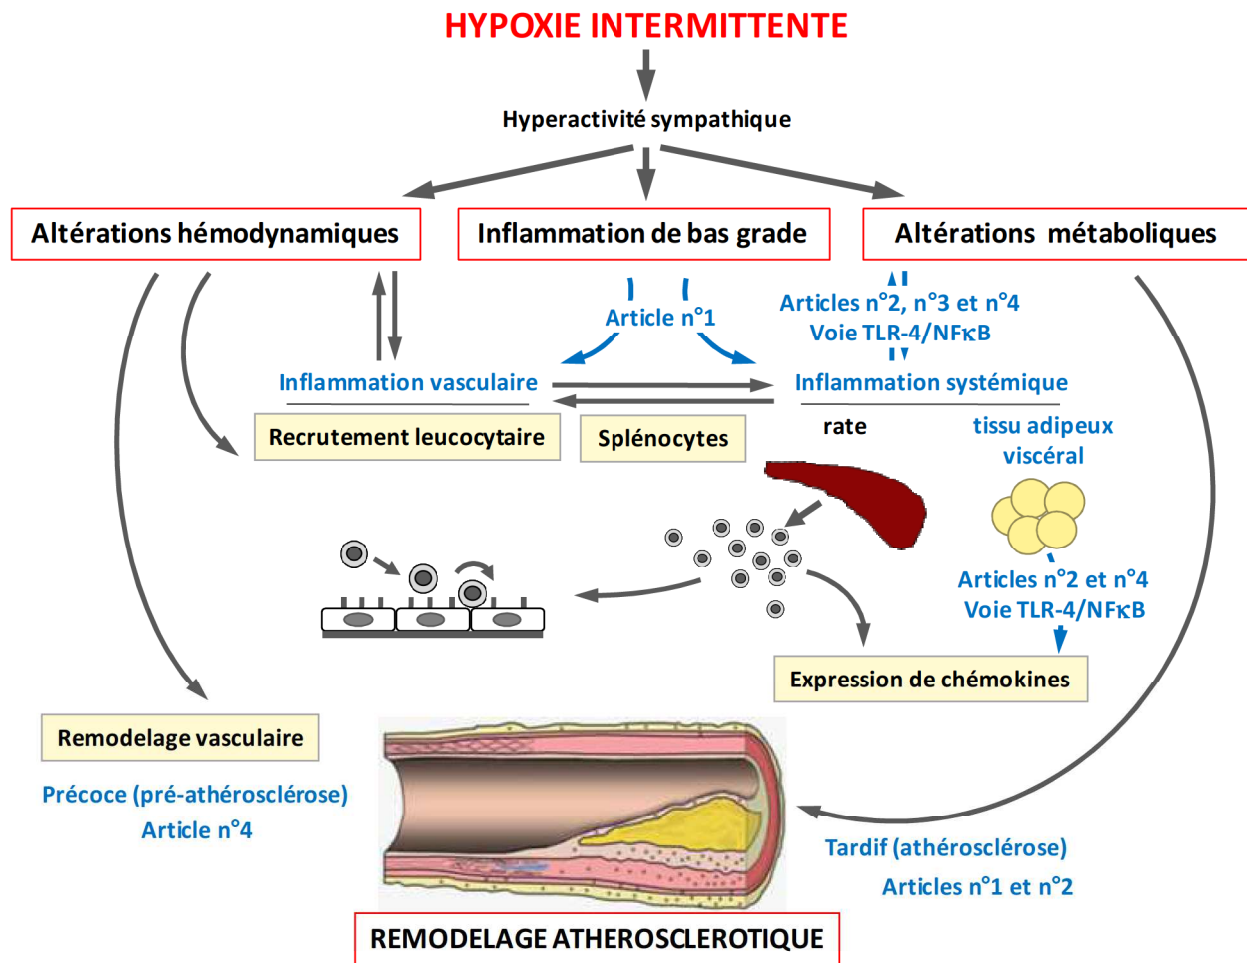 HYPOXIE INTERMITTENTE
Hyperactivité sympathique
Altérations hémodynamiques
Inflammation de bas grade
Altérations métaboliques
Article n°1
Articles n°2, n°3 et n°4
Voie TLR-4/NFκB
Inflammation vasculaire
Inflammation systémique
Recrutement leucocytaire
Splénocytes
rate
tissu adipeux
viscéral
Articles n°2 et n°4
Voie TLR-4/NFκB
Expression de chémokines
Remodelage vasculaire
Précoce (pré-athérosclérose)
Article n°4
Tardif (athérosclérose)
Articles n°1 et n°2
REMODELAGE ATHEROSCLEROTIQUE